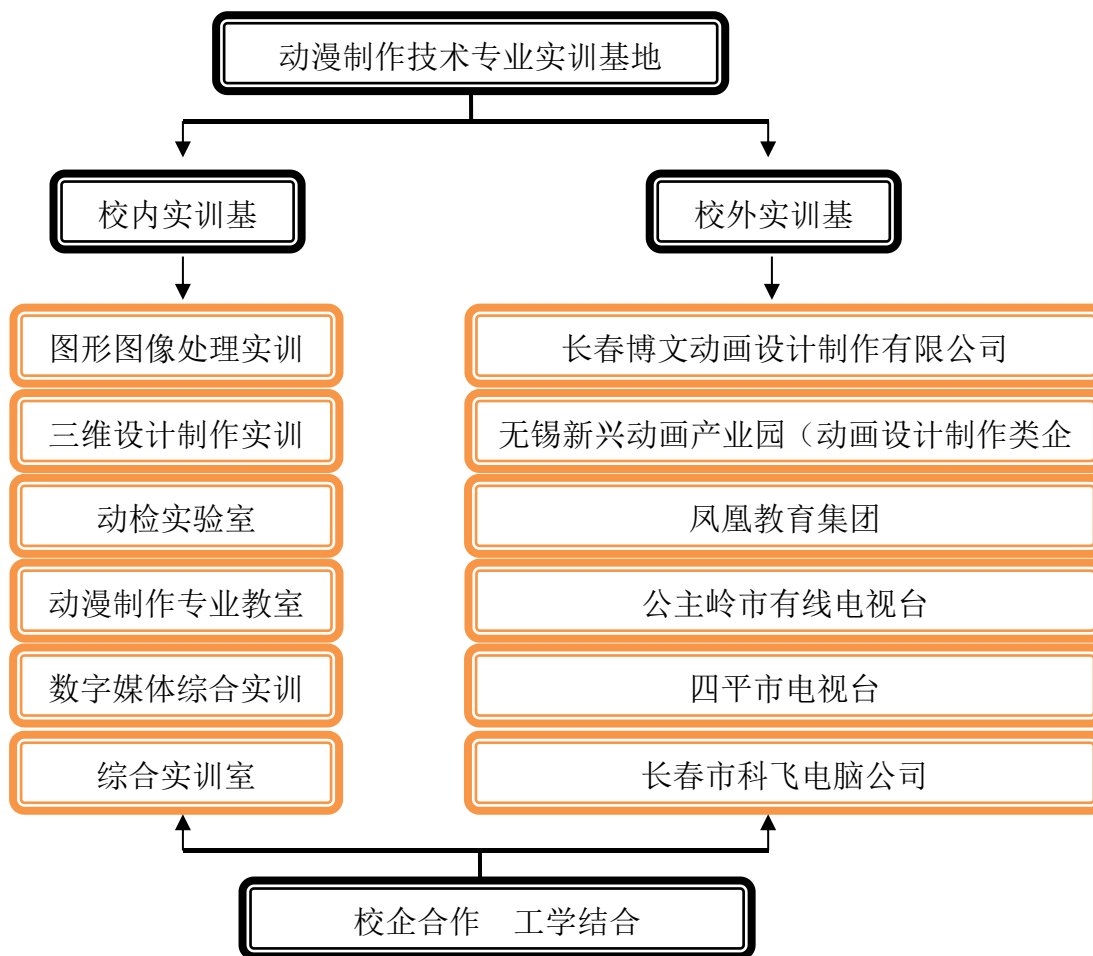 动漫制作技术专业实训基地
校内实训基
校外实训基
图形图像处理实训
长春博文动画设计制作有限公司
三维设计制作实训
无锡新兴动画产业园（动画设计制作类企
动检实验室
凤凰教育集团
动漫制作专业教室
公主岭市有线电视台
数字媒体综合实训
四平市电视台
综合实训室
长春市科飞电脑公司
校企合作　工学结合